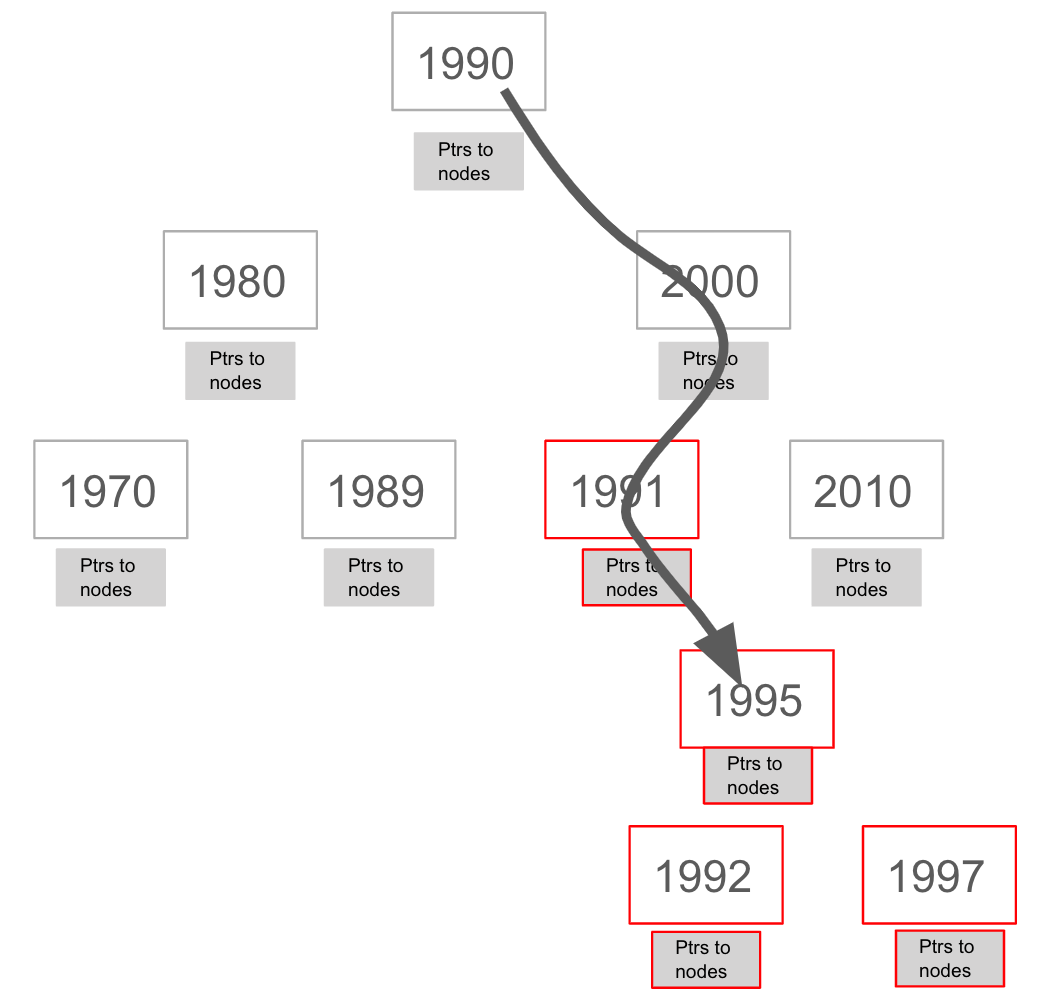 1990
Ptrs to
nodes
1980
2000
Ptrs to
nodes
Ptrs to
nodes
1970
1989
1991
2010
Ptrs to
nodes
Ptrs to
nodes
Ptrs to
nodes
Ptrs to
nodes
1995
Ptrs to
nodes
1992
1997
Ptrs to
nodes
Ptrs to
nodes